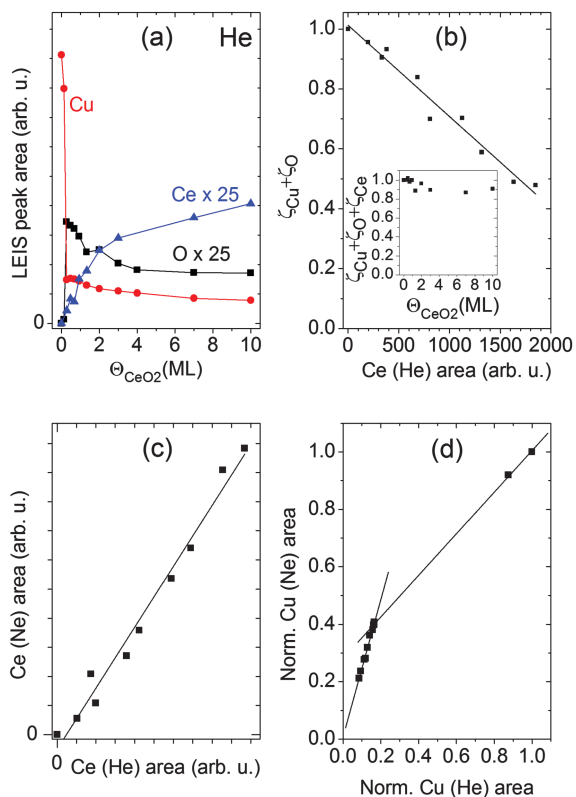 (a)
He
Cu
Ce x 25
O x 25
LEIS peak area (arb. u.)
0
0 2 4 6 8 10
Θ_CeO2(ML)
(b)
ζ_Cu+ζ_O
1.0
0.8
0.6
0.4
0.2
0.0
0 400 800 1200 1600 2000
Ce (He) area (arb. u.)
ζ_Cu+ζ_O+ζ_Ce
1.0
0.8
0.6
0.4
0.2
0.0
0 2 4 6 8 10
Θ_CeO2(ML)
(c)
Ce (Ne) area (arb. u.)
0
0
Ce (He) area (arb. u.)
(d)
Norm. Cu (Ne) area
1.0
0.8
0.6
0.4
0.2
0.0
0.0 0.2 0.4 0.6 0.8 1.0
Norm. Cu (He) area